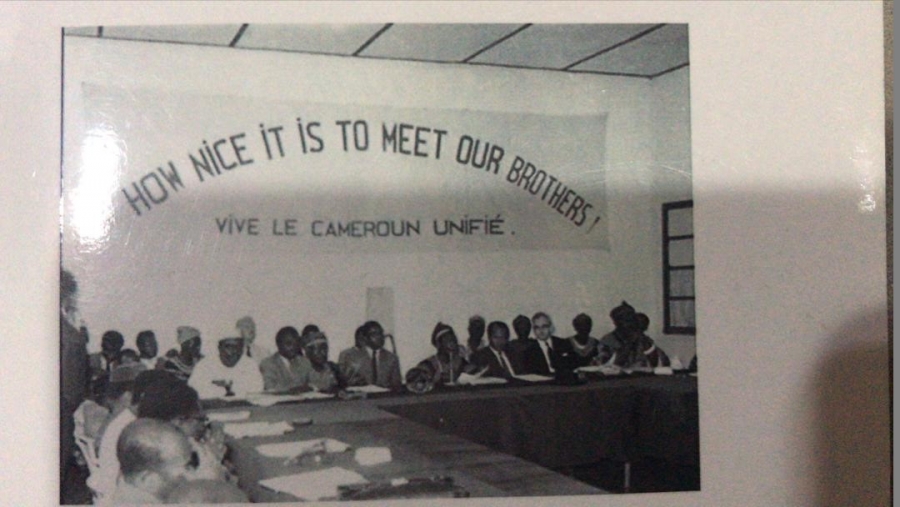 HOW NICE IT IS TO MEET OUR BROTHERS!
VIVE LE CAMEROUN UNIFIÉ.